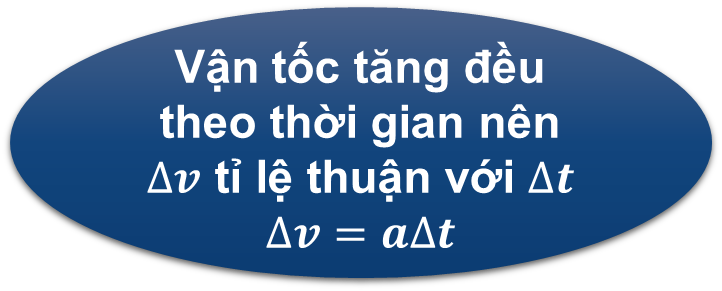 Vận tốc tăng đều
theo thời gian nên
Δ𝒗 tỉ lệ thuận với Δ𝒕
Δ𝒗 = 𝒂Δ𝒕